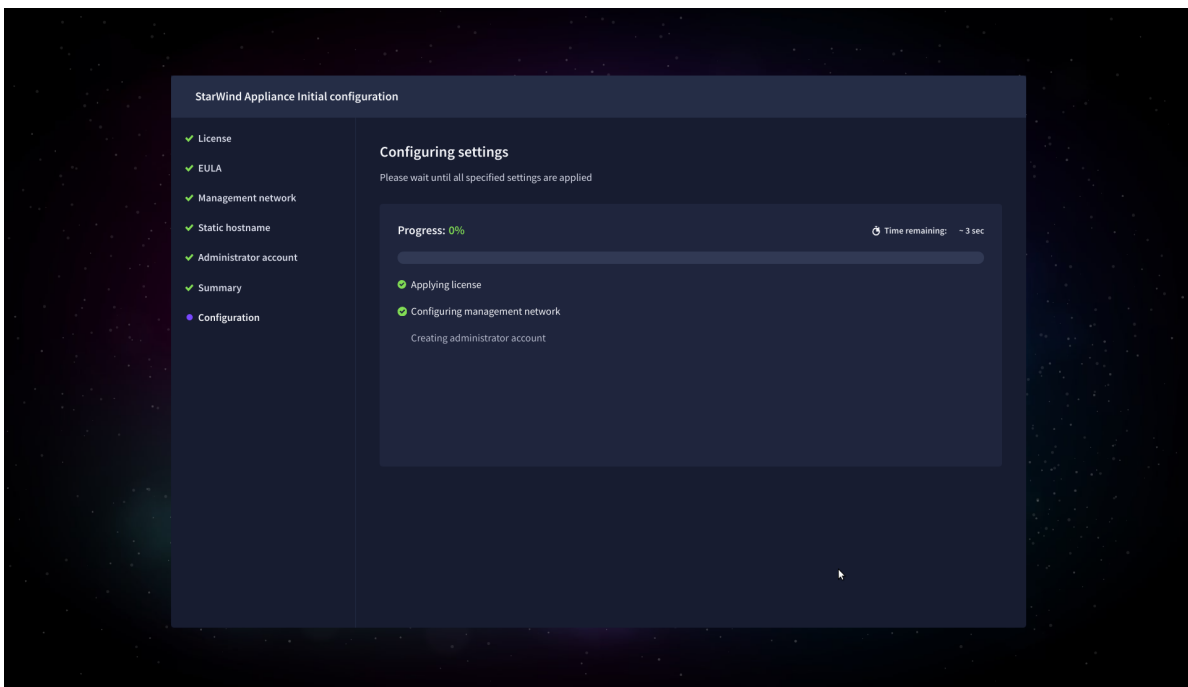 StarWind Appliance Initial configuration
License
EULA
Management network
Static hostname
Administrator account
Summary
Configuration
Configuring settings
Please wait until all specified settings are applied
Progress: 0%
Time remaining: ~ 3 sec
Applying license
Configuring management network
Creating administrator account